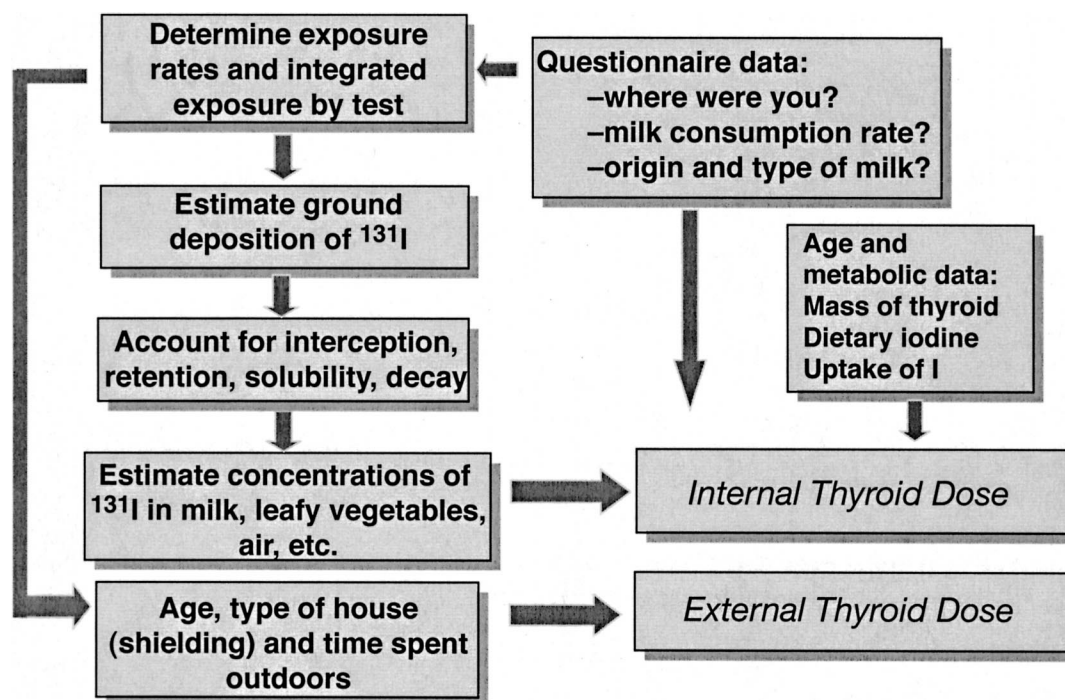 Determine exposure
rates and integrated
exposure by test
Questionnaire data:
–where were you?
–milk consumption rate?
–origin and type of milk?
Estimate ground
deposition of ¹³¹I
Age and
metabolic data:
Mass of thyroid
Dietary iodine
Uptake of I
Account for interception,
retention, solubility, decay
Estimate concentrations of
¹³¹I in milk, leafy vegetables,
air, etc.
Internal Thyroid Dose
Age, type of house
(shielding) and time spent
outdoors
External Thyroid Dose